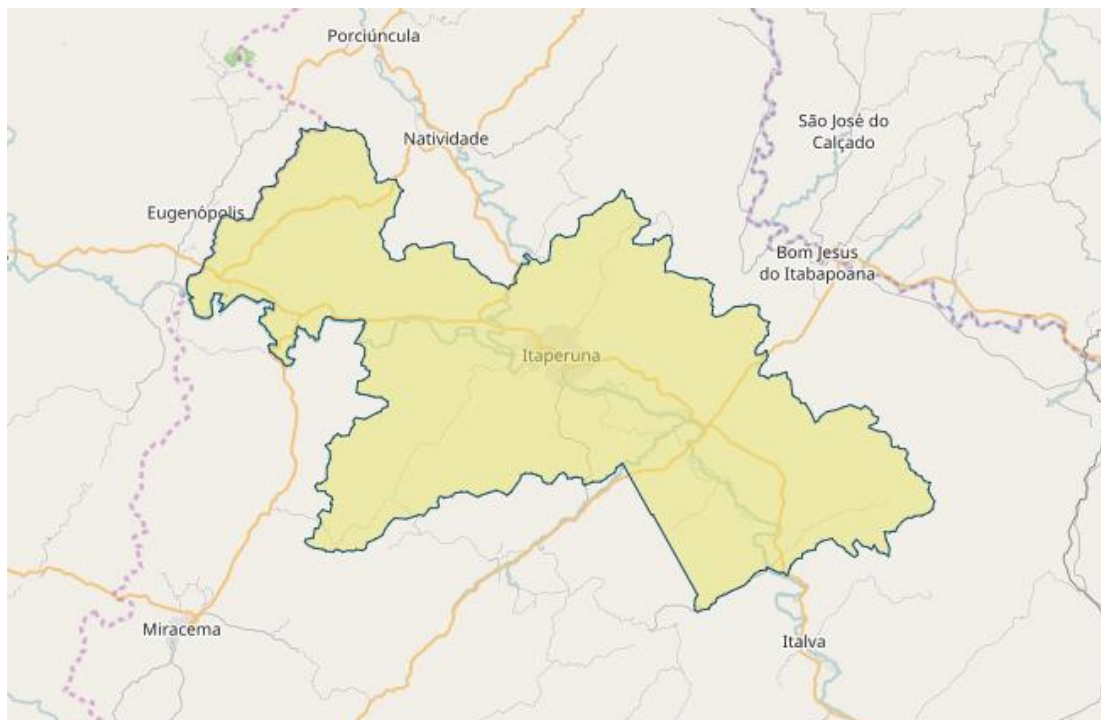 Porciúncula
Natividade
São José do
Calçado
Eugenópolis
Bom Jesus
do Itabapoana
Itaperuna
Miracema
Italva